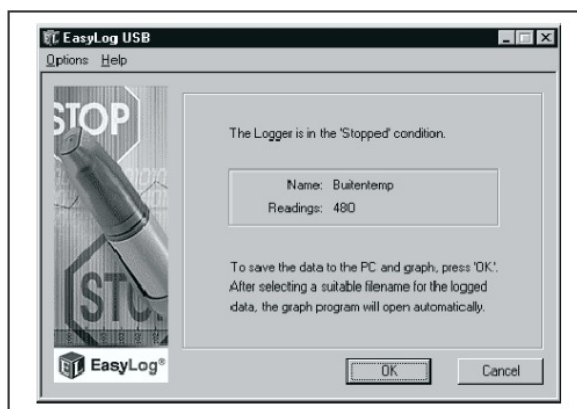 EasyLog USB
Options Help
STOP
The Logger is in the 'Stopped' condition.
Name: Buitentemp
Readings: 480
To save the data to the PC and graph, press 'OK'.
After selecting a suitable filename for the logged
data, the graph program will open automatically.
STO
EasyLog®
OK Cancel